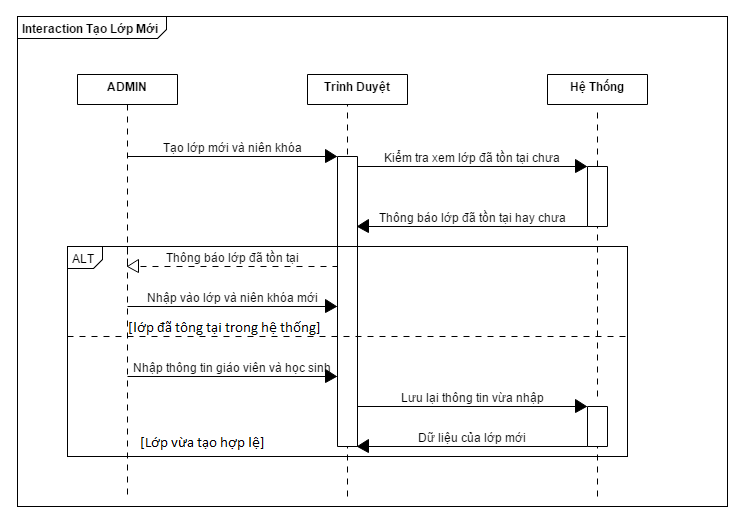 Interaction Tạo Lớp Mới
ADMIN
Trình Duyệt
Hệ Thống
Tạo lớp mới và niên khóa
Kiểm tra xem lớp đã tồn tại chưa
Thông báo lớp đã tồn tại hay chưa
ALT
Thông báo lớp đã tồn tại
Nhập vào lớp và niên khóa mới
[lớp đã tông tại trong hệ thống]
Nhập thông tin giáo viên và học sinh
Lưu lại thông tin vừa nhập
Dữ liệu của lớp mới
[Lớp vừa tạo hợp lệ]